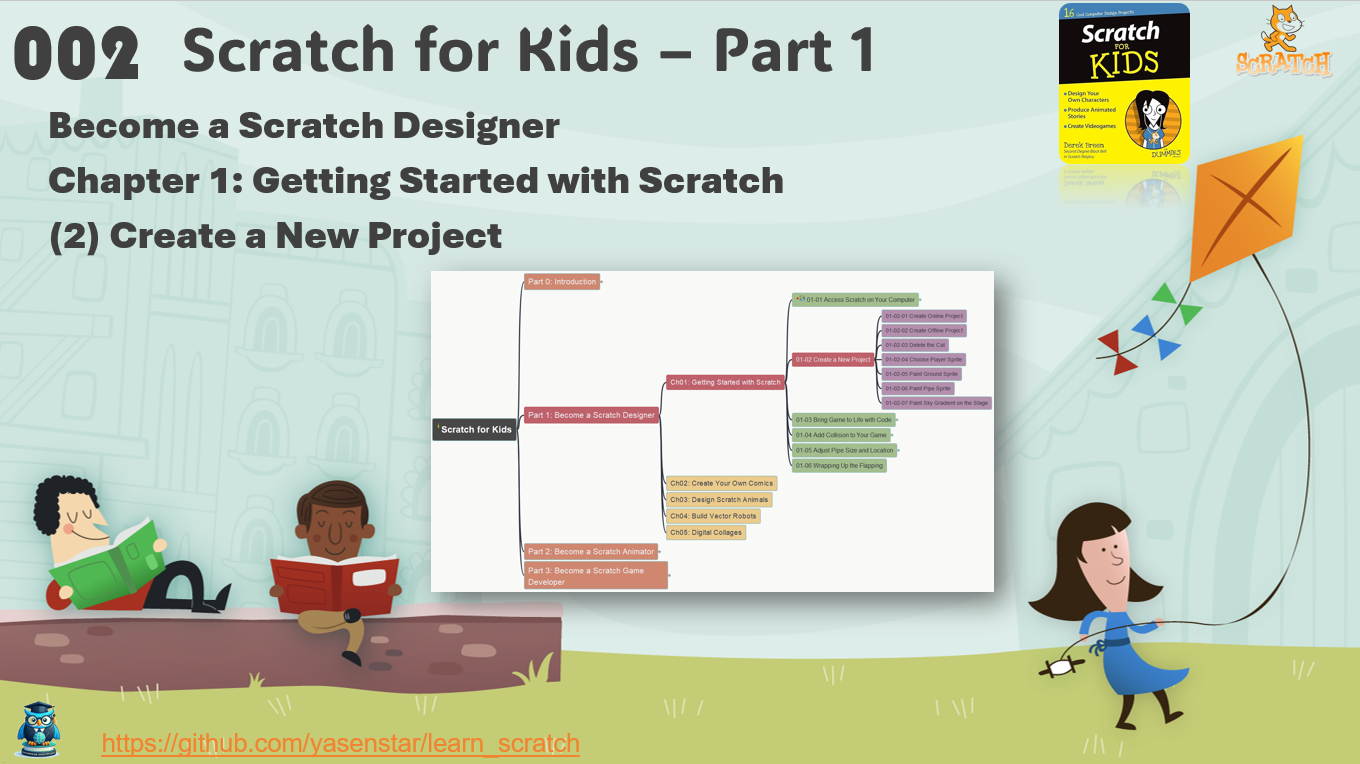 002 Scratch for Kids – Part 1
Become a Scratch Designer
Chapter 1: Getting Started with Scratch
(2) Create a New Project
16 Cool Computer Design Projects
Scratch
FOR
KIDS
• Design Your
Own Characters
• Produce Animated
Stories
• Create Videogames
Derek Breen
DUMMIES
SCRATCH
Scratch for Kids
Part 0: Introduction
Part 1: Become a Scratch Designer
Ch01: Getting Started with Scratch
01-01 Access Scratch on Your Computer
01-02 Create a New Project
01-02-01 Create Online Project
01-02-02 Create Offline Project
01-02-03 Delete the Cat
01-02-04 Choose Player Sprite
01-02-05 Paint Ground Sprite
01-02-06 Paint Pipe Sprite
01-02-07 Paint Sky Gradient on the Stage
01-03 Bring Game to Life with Code
01-04 Add Collision to Your Game
01-05 Adjust Pipe Size and Location
01-06 Wrapping Up the Flapping
Ch02: Create Your Own Comics
Ch03: Design Scratch Animals
Ch04: Build Vector Robots
Ch05: Digital Collages
Part 2: Become a Scratch Animator
Part 3: Become a Scratch Game
Developer
https://github.com/yasenstar/learn_scratch